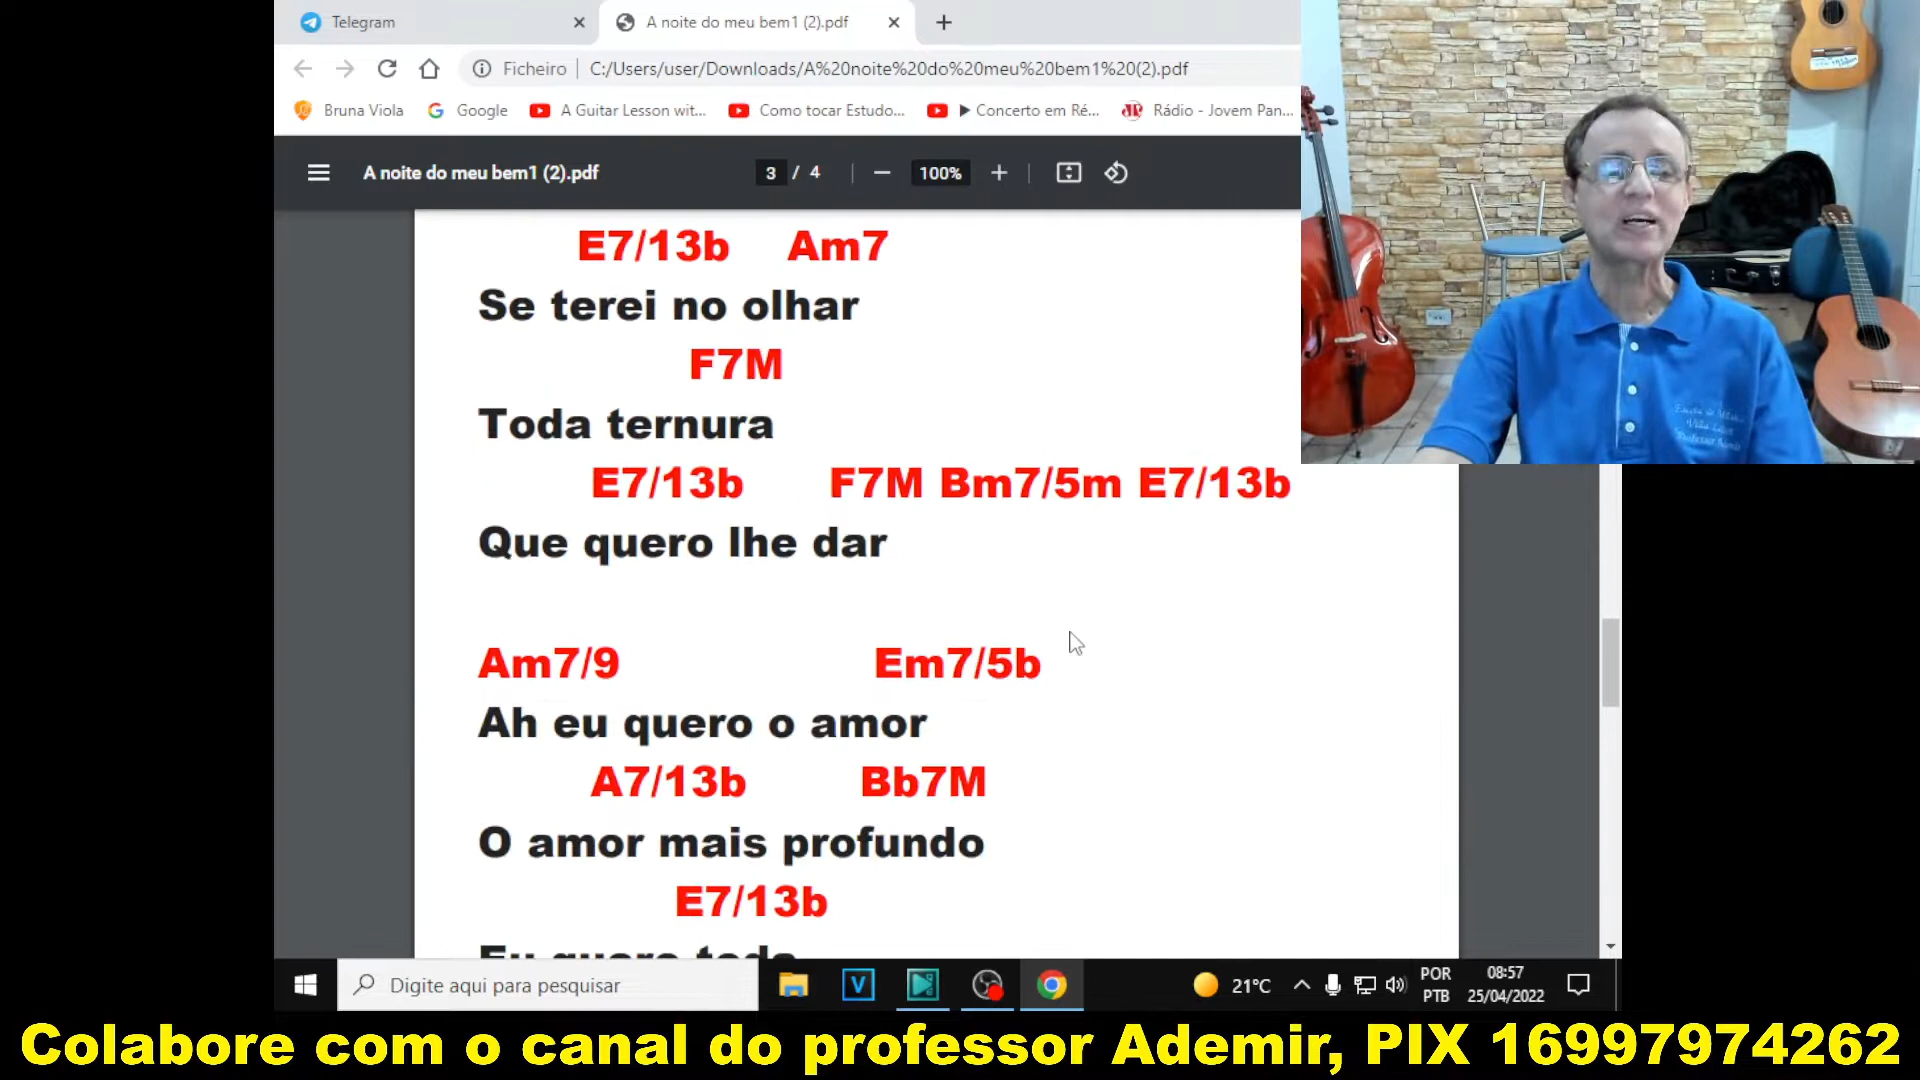 Telegram
A noite do meu bem1 (2).pdf
Ficheiro
C:/Users/user/Downloads/A%20noite%20do%20meu%20bem1%20(2).pdf
Bruna Viola
Google
A Guitar Lesson wit...
Como tocar Estudo...
Concerto em Ré...
Rádio - Jovem Pan...
A noite do meu bem1 (2).pdf
3 / 4
100%
E7/13b Am7
Se terei no olhar
F7M
Toda ternura
E7/13b F7M Bm7/5m E7/13b
Que quero lhe dar
Am7/9 Em7/5b
Ah eu quero o amor
A7/13b Bb7M
O amor mais profundo
E7/13b
Eu quero toda
Digite aqui para pesquisar
21°C
POR
PTB
08:57
25/04/2022
Colabore com o canal do professor Ademir, PIX 16997974262